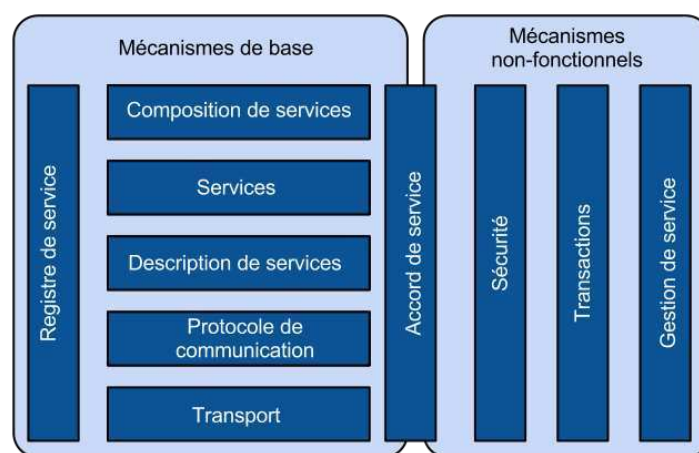 Mécanismes de base
Registre de service
Composition de services
Services
Description de services
Protocole de
communication
Transport
Accord de service
Mécanismes
non-fonctionnels
Sécurité
Transactions
Gestion de service